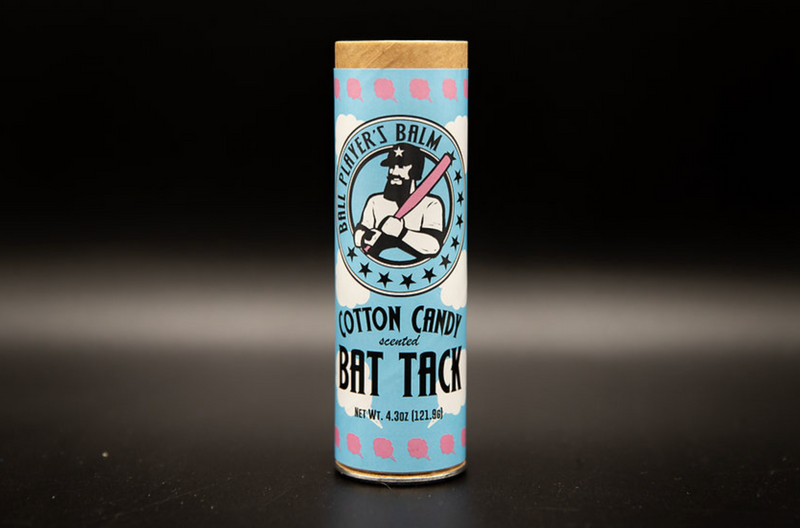 BALL PLAYER'S BALM
COTTON CANDY
scented
BAT TACK
NET WT. 4.3OZ (121.9G)